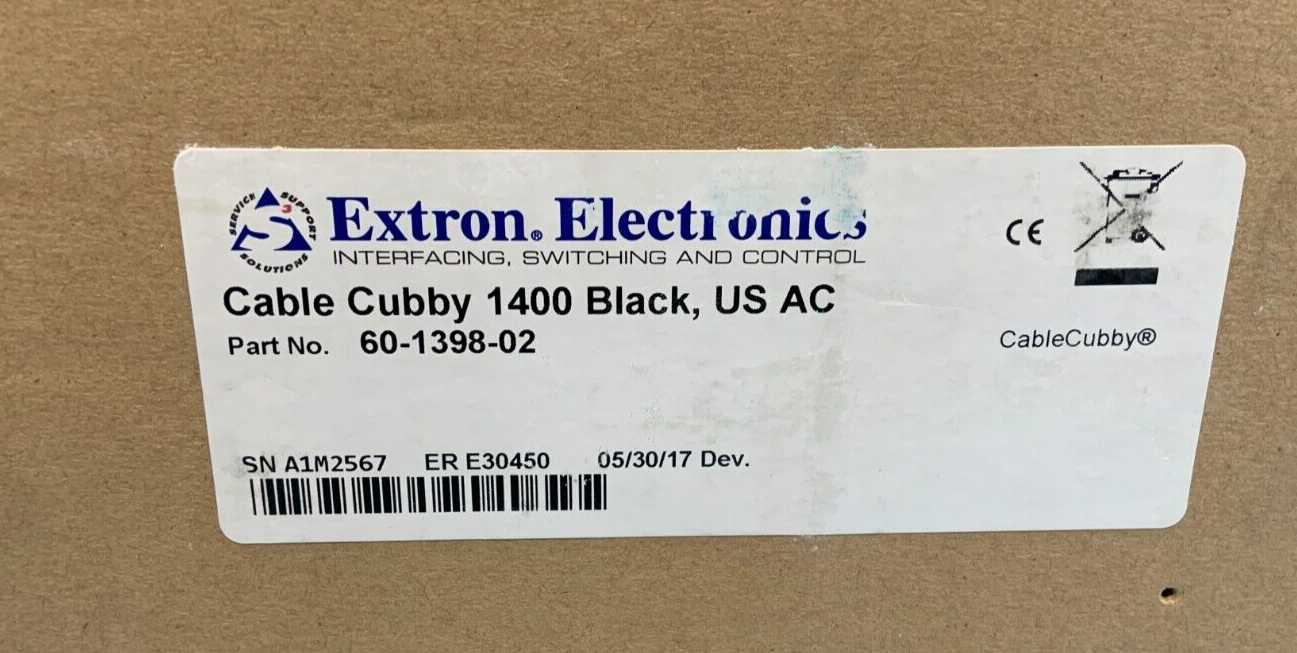 SERVICE SUPPORT SOLUTIONS
S3
Extron® Electronics
INTERFACING, SWITCHING AND CONTROL
Cable Cubby 1400 Black, US AC
Part No. 60-1398-02
CE
CableCubby®
SN A1M2567 ER E30450 05/30/17 Dev.